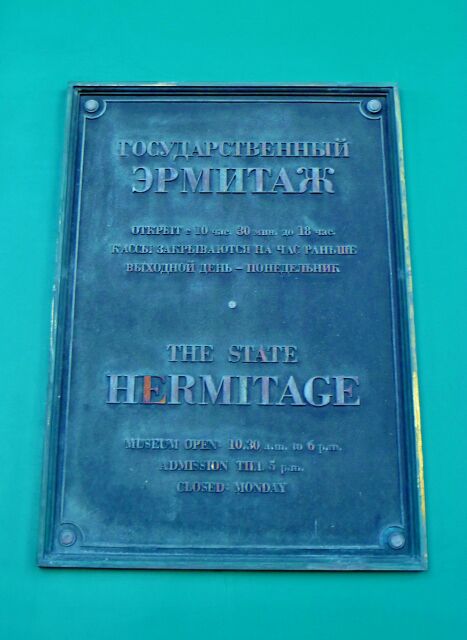 ГОСУДАРСТВЕННЫЙ
ЭРМИТАЖ
ОТКРЫТ с 10 час. 30 мин. до 18 час.
КАССЫ ЗАКРЫВАЮТСЯ НА ЧАС РАНЬШЕ
ВЫХОДНОЙ ДЕНЬ – ПОНЕДЕЛЬНИК
THE STATE
HERMITAGE
MUSEUM OPEN: 10.30 a.m. to 6 p.m.
ADMISSION TILL 5 p.m.
CLOSED: MONDAY